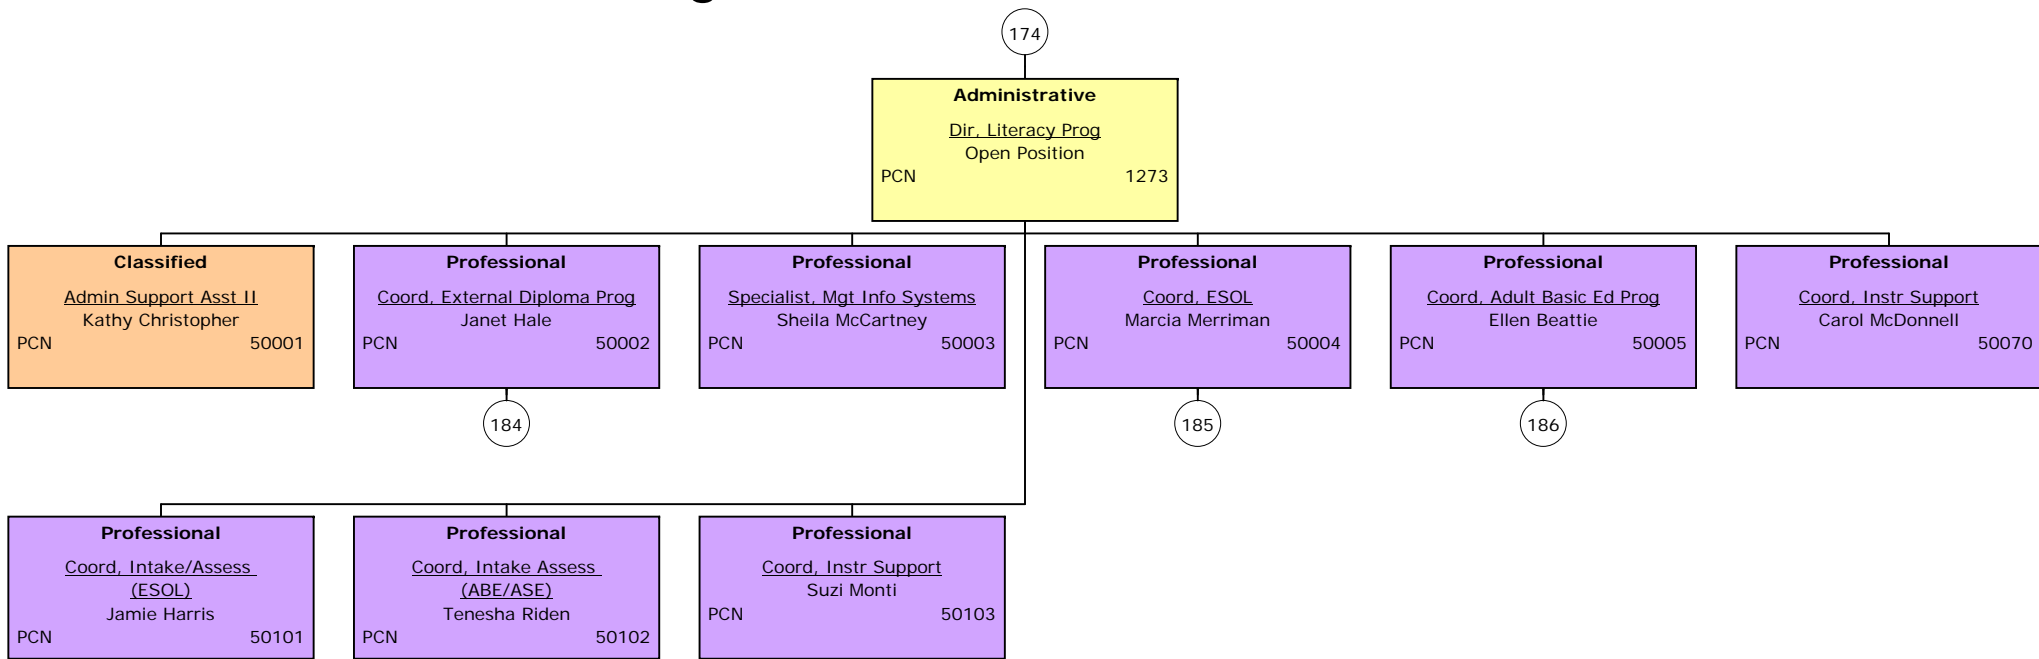 174
Administrative
Dir, Literacy Prog
Open Position
PCN 1273
Classified
Admin Support Asst II
Kathy Christopher
PCN 50001
Professional
Coord, External Diploma Prog
Janet Hale
PCN 50002
184
Professional
Specialist, Mgt Info Systems
Sheila McCartney
PCN 50003
Professional
Coord, ESOL
Marcia Merriman
PCN 50004
185
Professional
Coord, Adult Basic Ed Prog
Ellen Beattie
PCN 50005
186
Professional
Coord, Instr Support
Carol McDonnell
PCN 50070
Professional
Coord, Intake/Assess
(ESOL)
Jamie Harris
PCN 50101
Professional
Coord, Intake Assess
(ABE/ASE)
Tenesha Riden
PCN 50102
Professional
Coord, Instr Support
Suzi Monti
PCN 50103